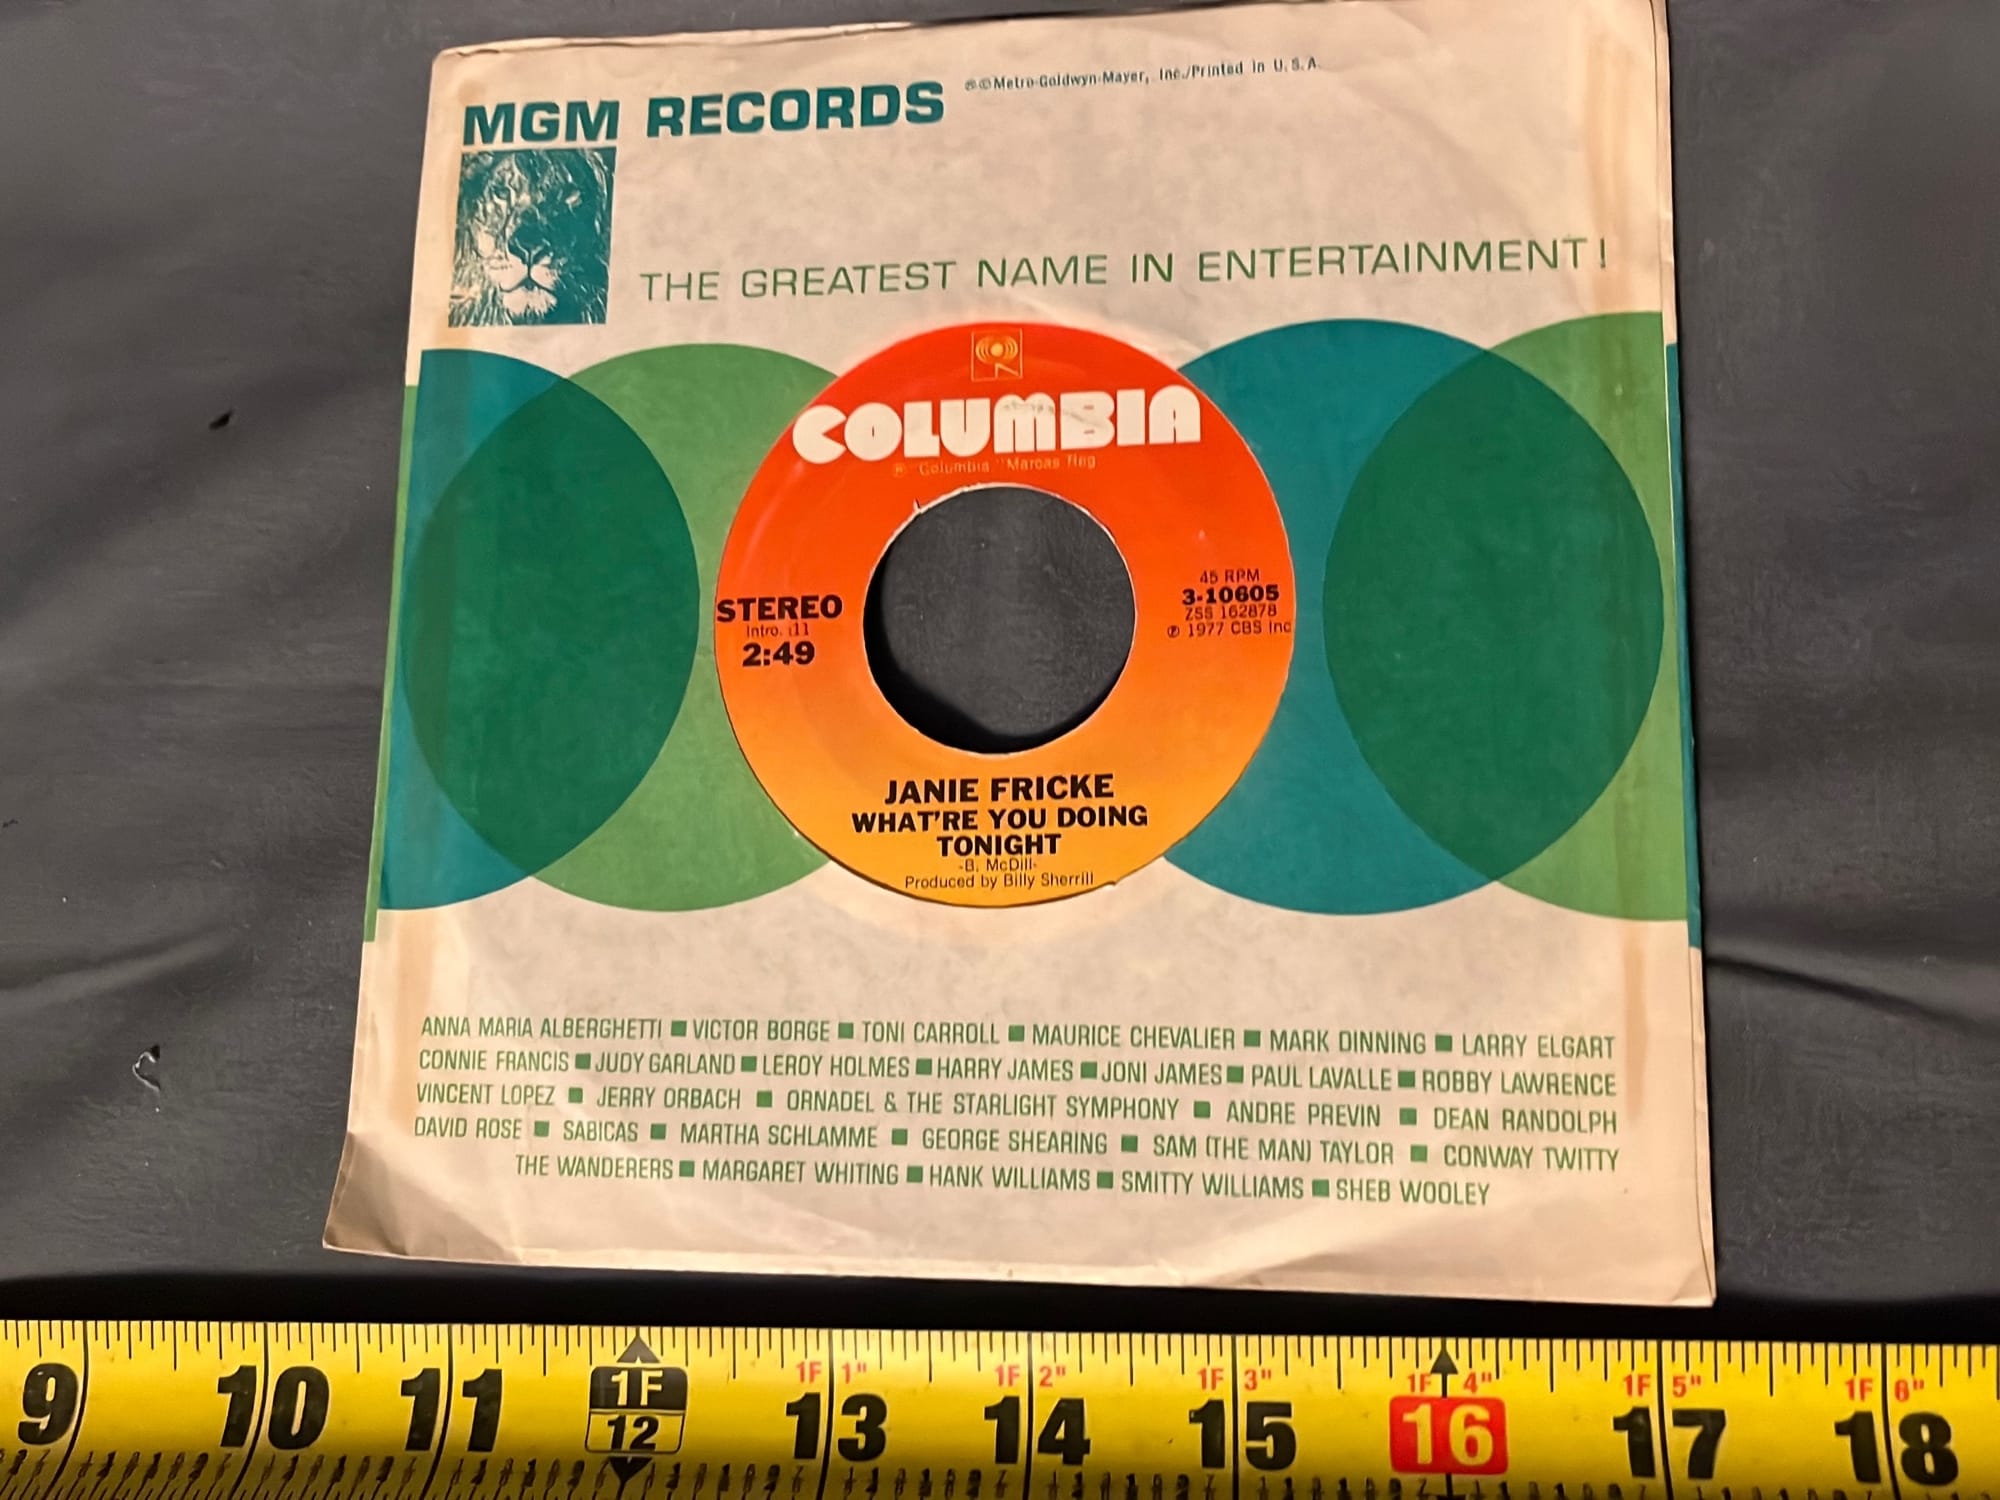 MGM RECORDS
℗©Metro-Goldwyn-Mayer, Inc./Printed in U.S.A.
THE GREATEST NAME IN ENTERTAINMENT!
COLUMBIA
"Columbia" Marcas Reg
45 RPM
3-10605
ZSS 162878
℗ 1977 CBS Inc
STEREO
Intro. :11
2:49
JANIE FRICKE
WHAT'RE YOU DOING
TONIGHT
-B. McDill-
Produced by Billy Sherrill
ANNA MARIA ALBERGHETTI ■ VICTOR BORGE ■ TONI CARROLL ■ MAURICE CHEVALIER ■ MARK DINNING ■ LARRY ELGART
CONNIE FRANCIS ■ JUDY GARLAND ■ LEROY HOLMES ■ HARRY JAMES ■ JONI JAMES ■ PAUL LAVALLE ■ ROBBY LAWRENCE
VINCENT LOPEZ ■ JERRY ORBACH ■ ORNADEL & THE STARLIGHT SYMPHONY ■ ANDRE PREVIN ■ DEAN RANDOLPH
DAVID ROSE ■ SABICAS ■ MARTHA SCHLAMME ■ GEORGE SHEARING ■ SAM (THE MAN) TAYLOR ■ CONWAY TWITTY
THE WANDERERS ■ MARGARET WHITING ■ HANK WILLIAMS ■ SMITTY WILLIAMS ■ SHEB WOOLEY
1F 1" 1F 2" 1F 3" 1F 4" 1F 5" 1F 6"
9 10 11 1F 12 13 14 15 16 17 18